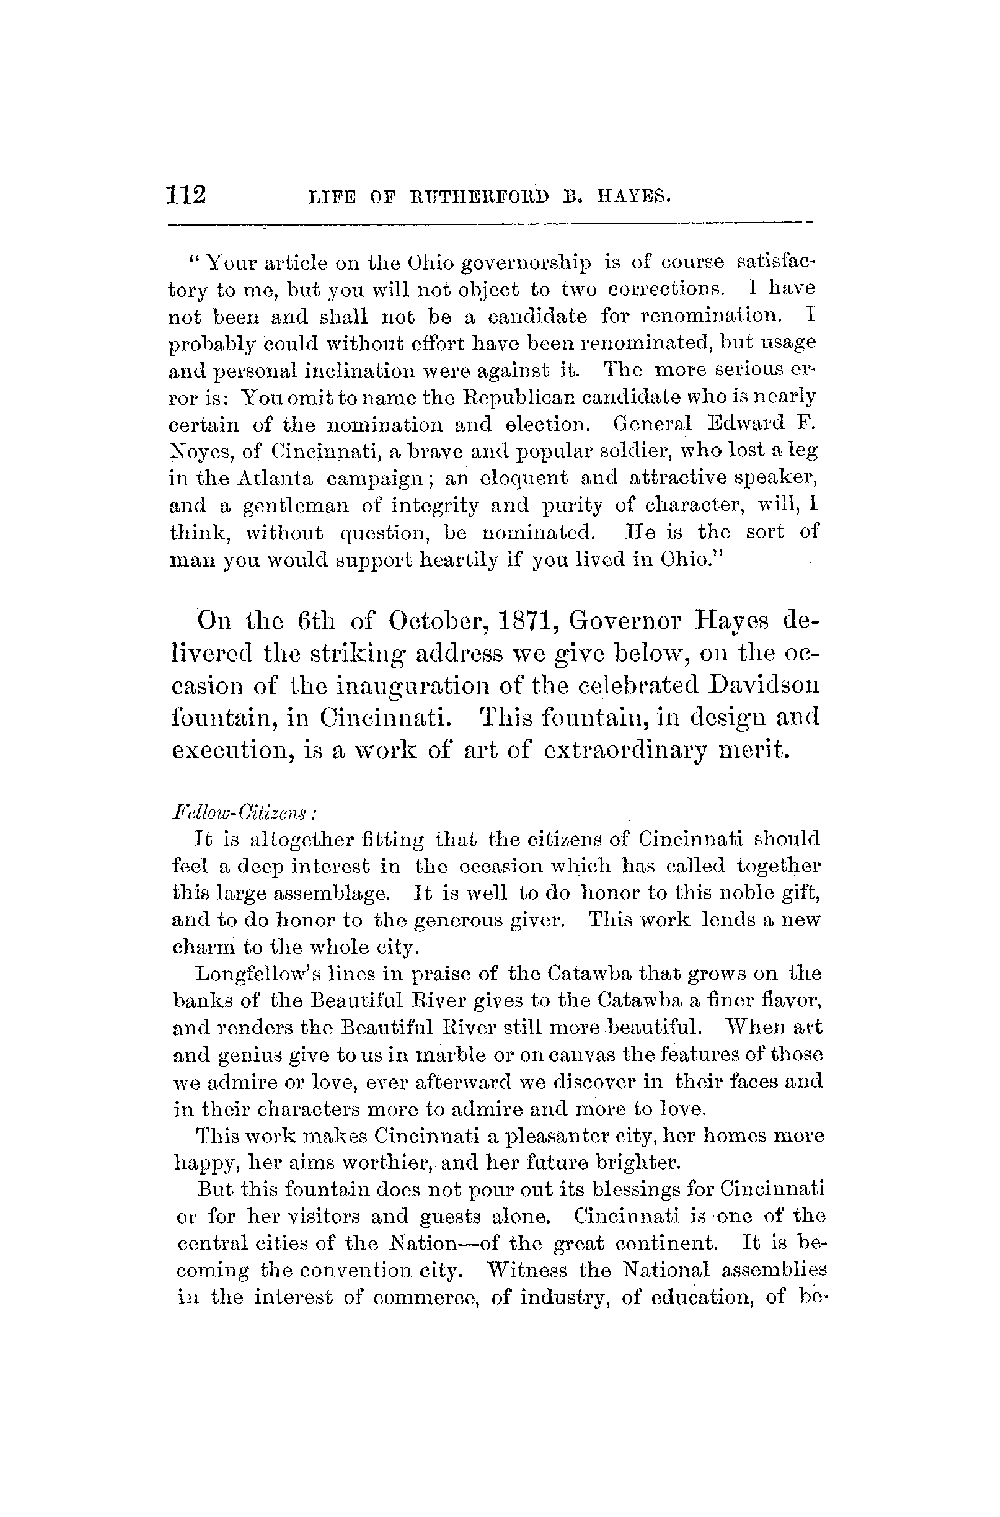 112 LIFE OF RUTHERFORD B. HAYES.
“Your article on the Ohio governorship is of course satisfac-
tory to me, but you will not object to two corrections. I have
not been and shall not be a candidate for renomination. I
probably could without effort have been renominated, but usage
and personal inclination were against it. The more serious er-
ror is: You omit to name the Republican candidate who is nearly
certain of the nomination and election. General Edward F.
Noyes, of Cincinnati, a brave and popular soldier, who lost a leg
in the Atlanta campaign; an eloquent and attractive speaker,
and a gentleman of integrity and purity of character, will, I
think, without question, be nominated. He is the sort of
man you would support heartily if you lived in Ohio.”
On the 6th of October, 1871, Governor Hayes de-
livered the striking address we give below, on the oc-
casion of the inauguration of the celebrated Davidson
fountain, in Cincinnati. This fountain, in design and
execution, is a work of art of extraordinary merit.
Fellow-Citizens:
It is altogether fitting that the citizens of Cincinnati should
feel a deep interest in the occasion which has called together
this large assemblage. It is well to do honor to this noble gift,
and to do honor to the generous giver. This work lends a new
charm to the whole city.
Longfellow's lines in praise of the Catawba that grows on the
banks of the Beautiful River gives to the Catawba a finer flavor,
and renders the Beautiful River still more beautiful. When art
and genius give to us in marble or on canvas the features of those
we admire or love, ever afterward we discover in their faces and
in their characters more to admire and more to love.
This work makes Cincinnati a pleasanter city, her homes more
happy, her aims worthier, and her future brighter.
But this fountain does not pour out its blessings for Cincinnati
or for her visitors and guests alone. Cincinnati is one of the
central cities of the Nation—of the great continent. It is be-
coming the convention city. Witness the National assemblies
in the interest of commerce, of industry, of education, of be-